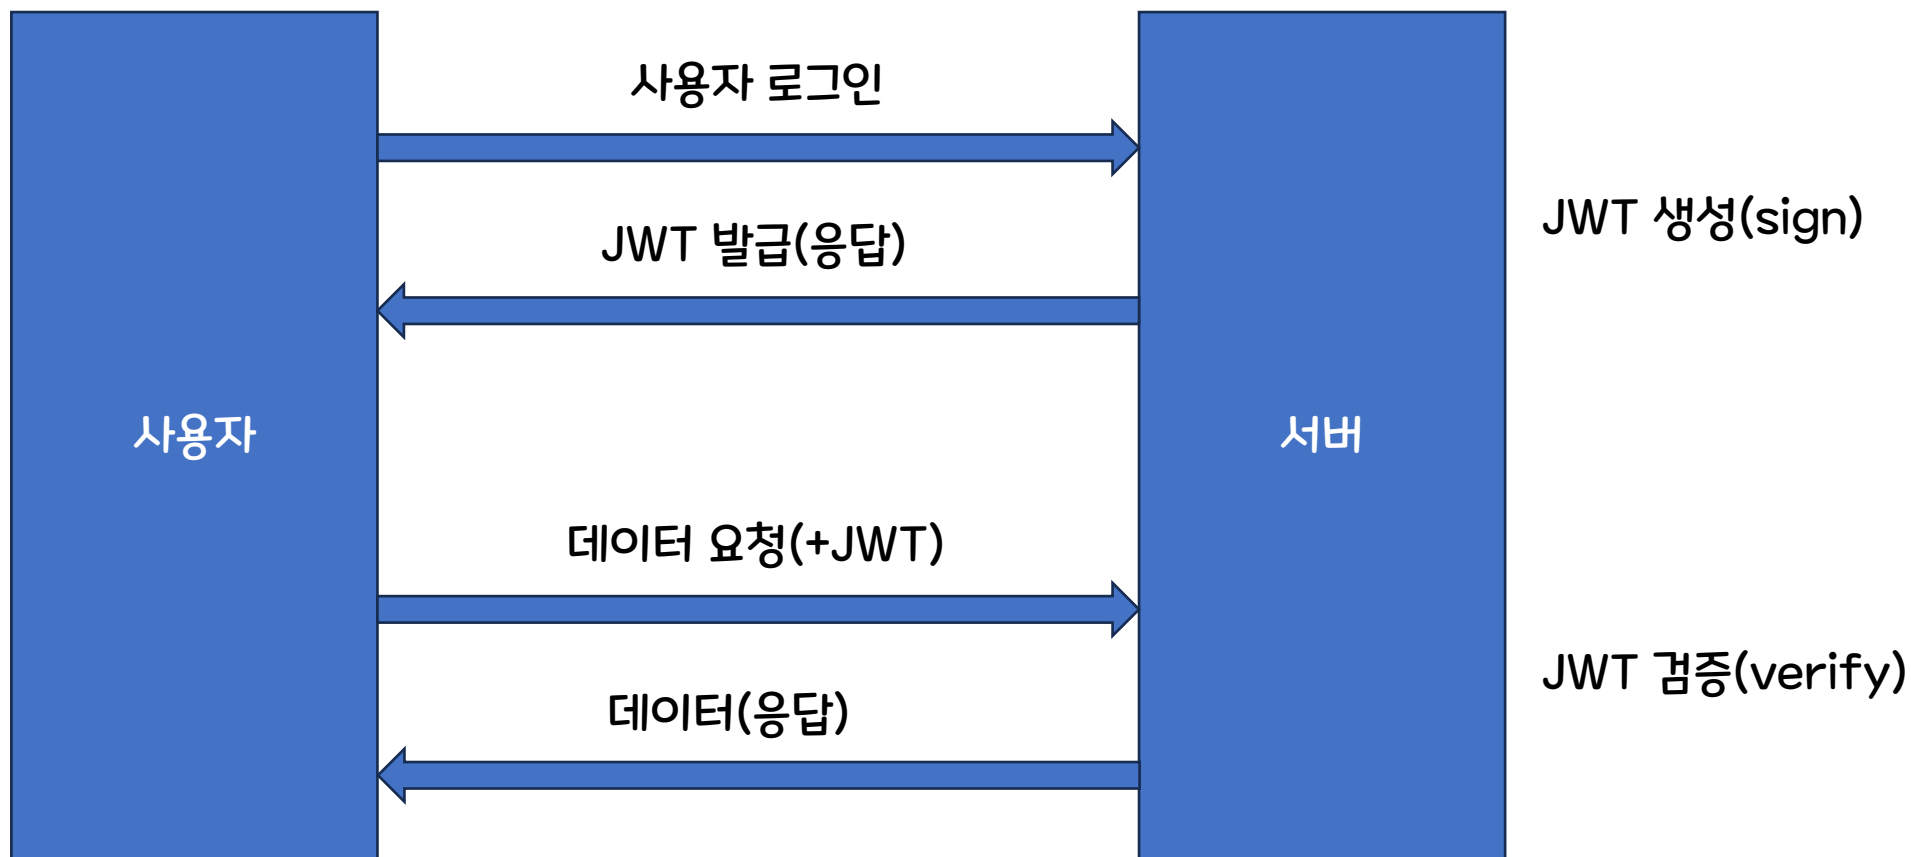 사용자 로그인
JWT 생성(sign)
JWT 발급(응답)
사용자
서버
데이터 요청(+JWT)
JWT 검증(verify)
데이터(응답)